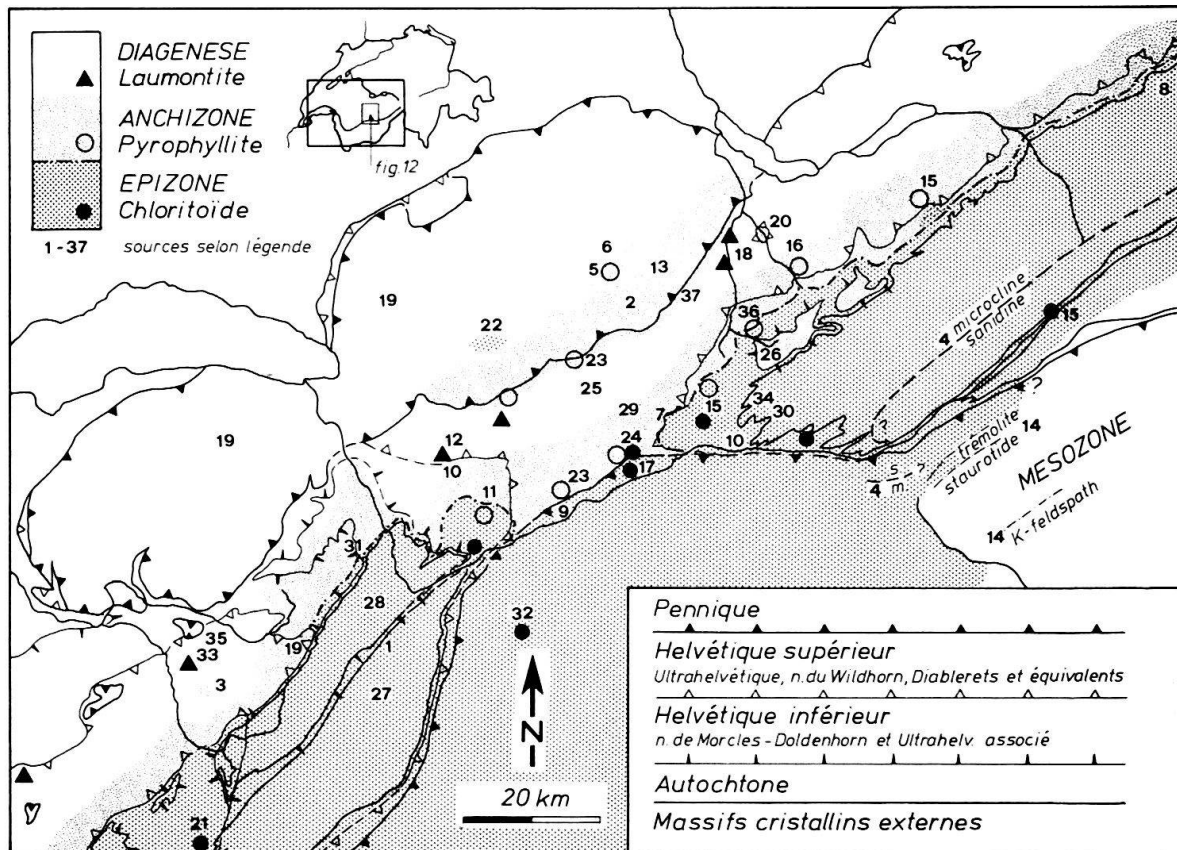 DIAGENESE
Laumontite
ANCHIZONE
Pyrophyllite
EPIZONE
Chloritoïde
1-37 sources selon légende
fig.12
8
15
20
16
18
6
5
13
2
37
19
22
36
26
4 microcline
sanidine
15
23
25
34
30
29
7
15
10
24
17
?
?
trémolite 14
staurotide
4 s.
m.
MESOZONE
14 K-feldspath
19
12
10
11
23
9
31
28
1
32
27
35
33
19
3
21
N
20 km
Pennique
Helvétique supérieur
Ultrahelvétique, n.du Wildhorn, Diablerets et équivalents
Helvétique inférieur
n. de Morcles-Doldenhorn et Ultrahelv. associé
Autochtone
Massifs cristallins externes